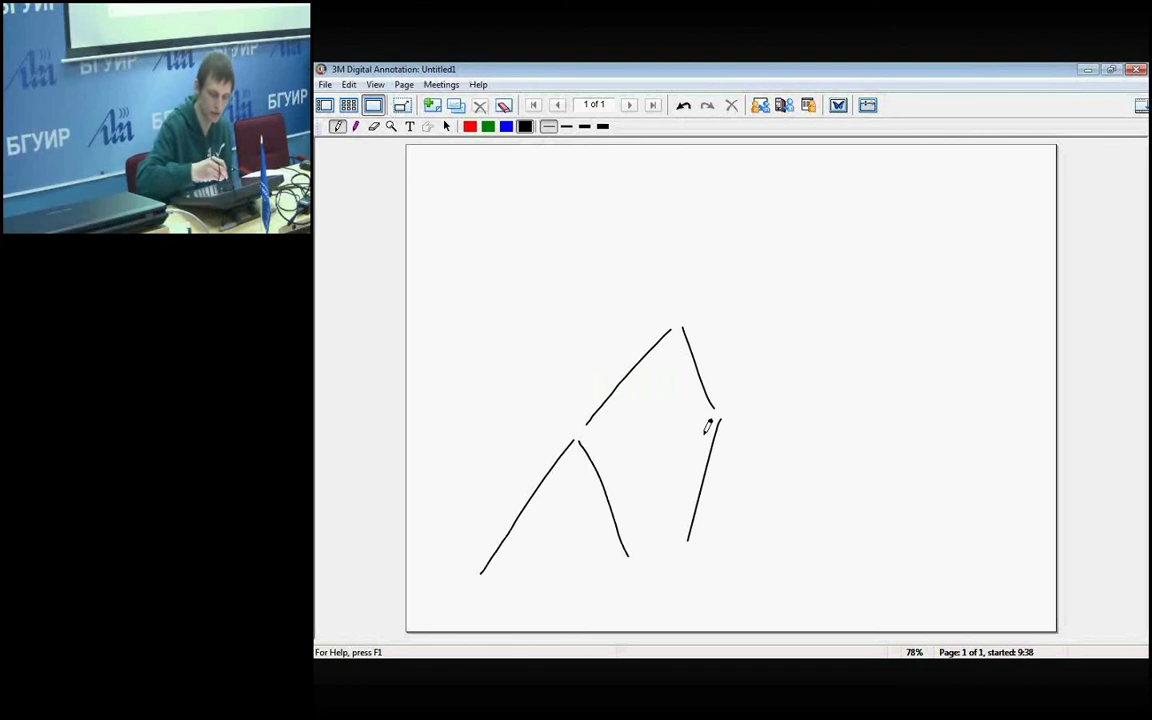 БГУИР
БГУИР
БГУИР
БГУИР
3M Digital Annotation: Untitled1
File Edit View Page Meetings Help
1 of 1
T
For Help, press F1
78%
Page: 1 of 1, started: 9:38